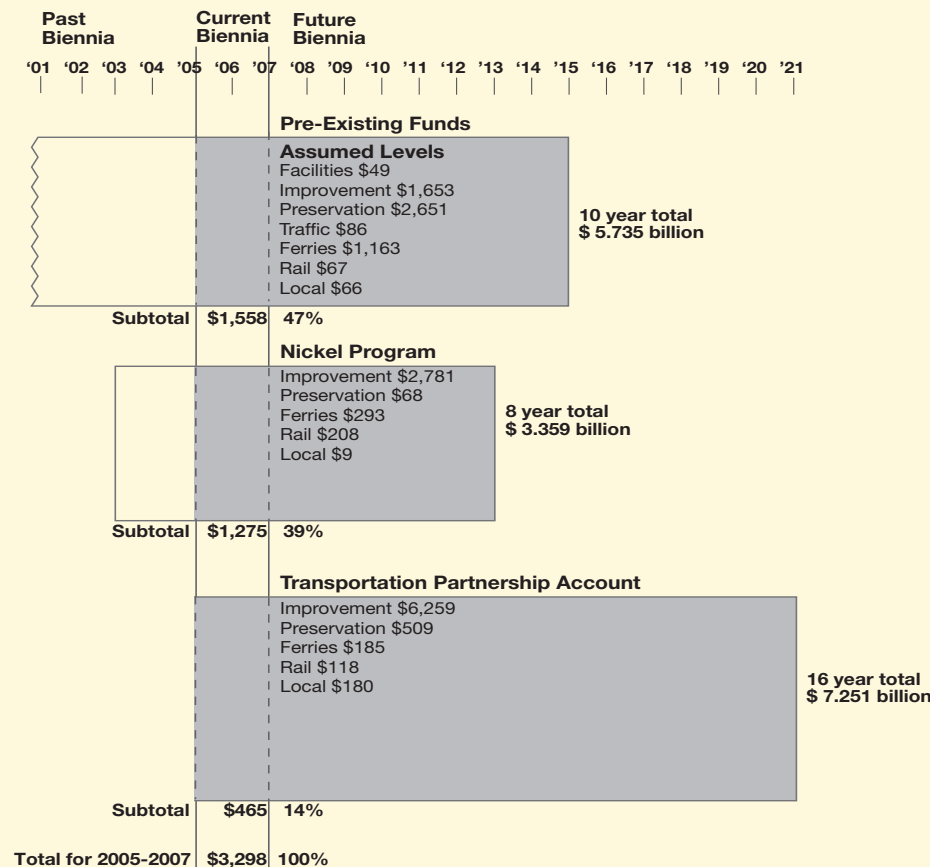 Past Biennia
Current Biennia
Future Biennia
‘01 ‘02 ‘03 ‘04 ’05 ’06 ’07 ’08 ’09 ’10 ’11 ’12 ’13 ’14 ’15 ’16 ’17 ’18 ’19 ’20 ’21
Pre-Existing Funds
Assumed Levels
Facilities $49
Improvement $1,653
Preservation $2,651
Traffic $86
Ferries $1,163
Rail $67
Local $66
10 year total
$ 5.735 billion
Subtotal $1,558 47%
Nickel Program
Improvement $2,781
Preservation $68
Ferries $293
Rail $208
Local $9
8 year total
$ 3.359 billion
Subtotal $1,275 39%
Transportation Partnership Account
Improvement $6,259
Preservation $509
Ferries $185
Rail $118
Local $180
16 year total
$ 7.251 billion
Subtotal $465 14%
Total for 2005-2007 $3,298 100%